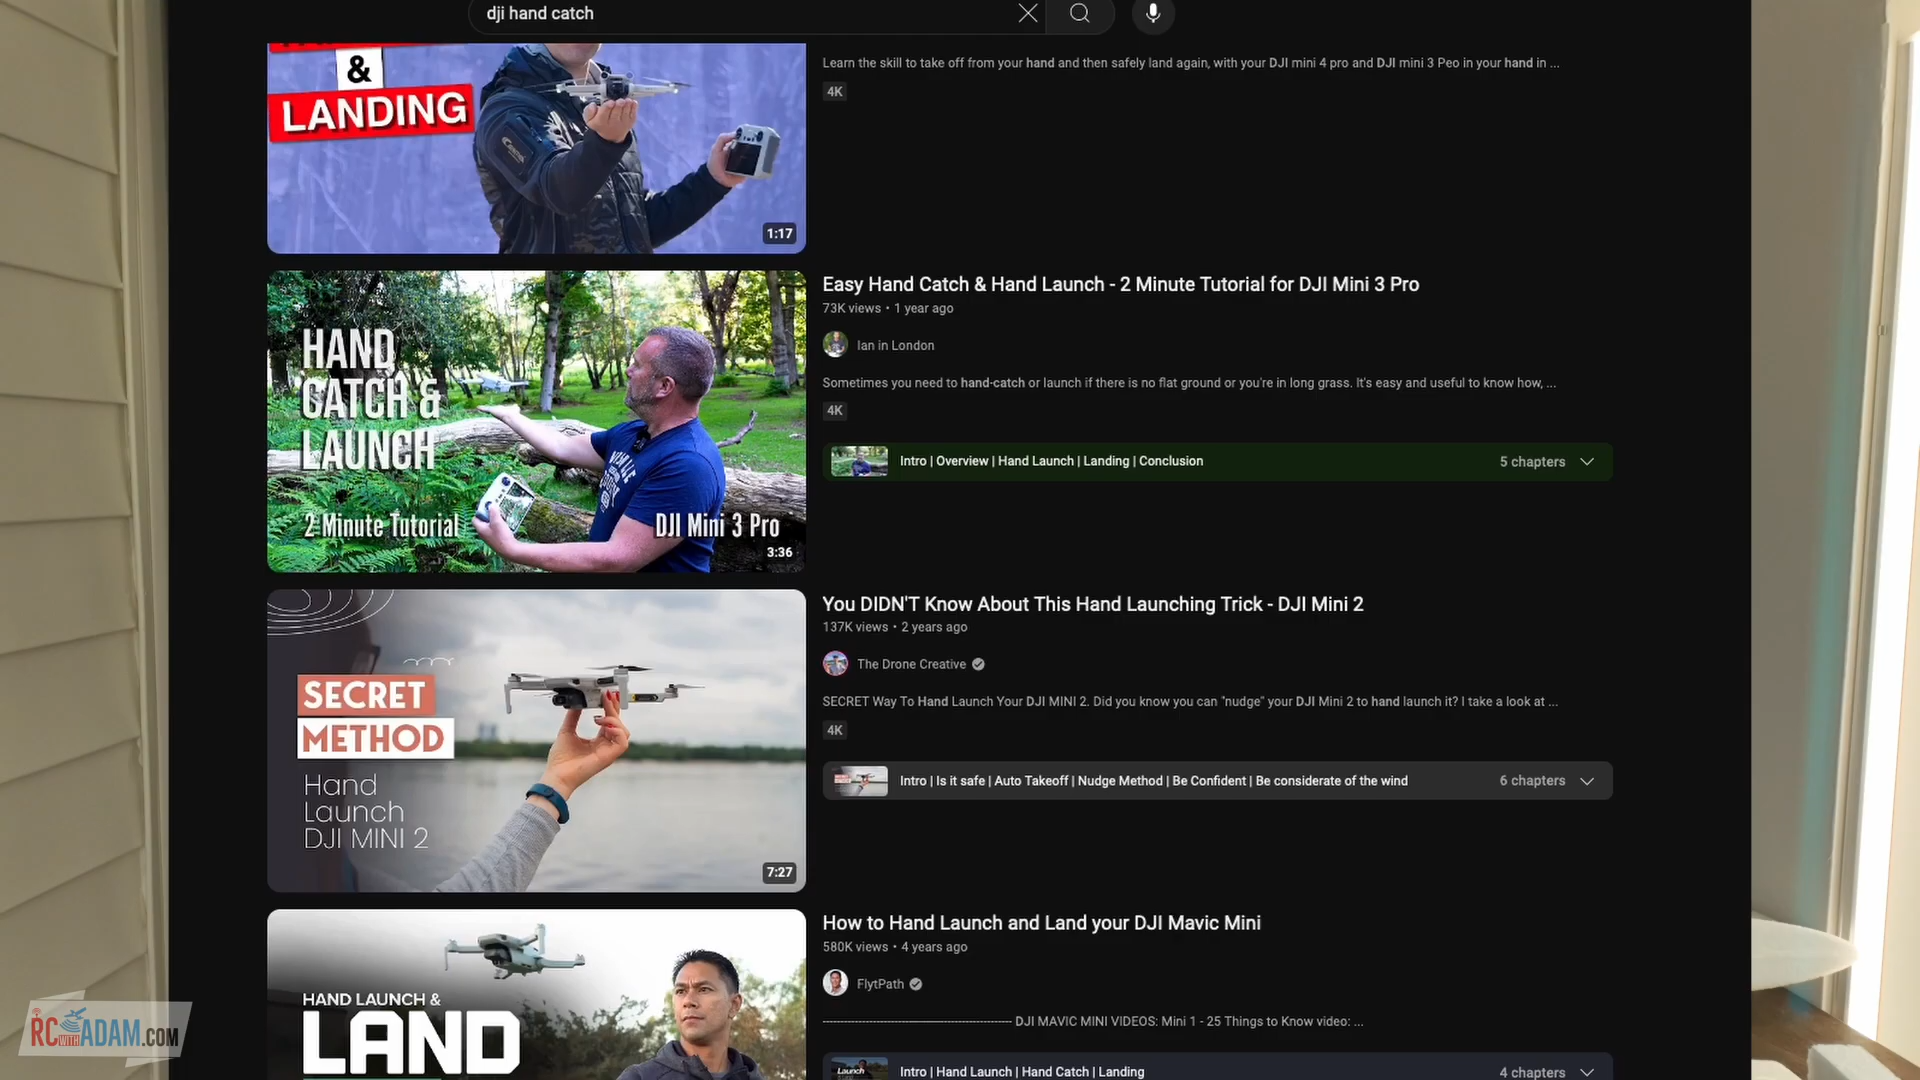 dji hand catch
&
LANDING
1:17
Learn the skill to take off from your hand and then safely land again, with your DJI mini 4 pro and DJI mini 3 Peo in your hand in ...
4K
HAND
CATCH &
LAUNCH
2 Minute Tutorial
DJI Mini 3 Pro
3:36
Easy Hand Catch & Hand Launch - 2 Minute Tutorial for DJI Mini 3 Pro
73K views • 1 year ago
Ian in London
Sometimes you need to hand-catch or launch if there is no flat ground or you're in long grass. It's easy and useful to know how, ...
4K
Intro | Overview | Hand Launch | Landing | Conclusion
5 chapters
SECRET
METHOD
Hand
Launch
DJI MINI 2
7:27
You DIDN'T Know About This Hand Launching Trick - DJI Mini 2
137K views • 2 years ago
The Drone Creative
SECRET Way To Hand Launch Your DJI MINI 2. Did you know you can "nudge" your DJI Mini 2 to hand launch it? I take a look at ...
4K
Intro | Is it safe | Auto Takeoff | Nudge Method | Be Confident | Be considerate of the wind
6 chapters
HAND LAUNCH &
LAND
How to Hand Launch and Land your DJI Mavic Mini
580K views • 4 years ago
FlytPath
---------------------------------------------------- DJI MAVIC MINI VIDEOS: Mini 1 - 25 Things to Know video: ...
Launch
Intro | Hand Launch | Hand Catch | Landing
4 chapters
RC WITH ADAM.COM